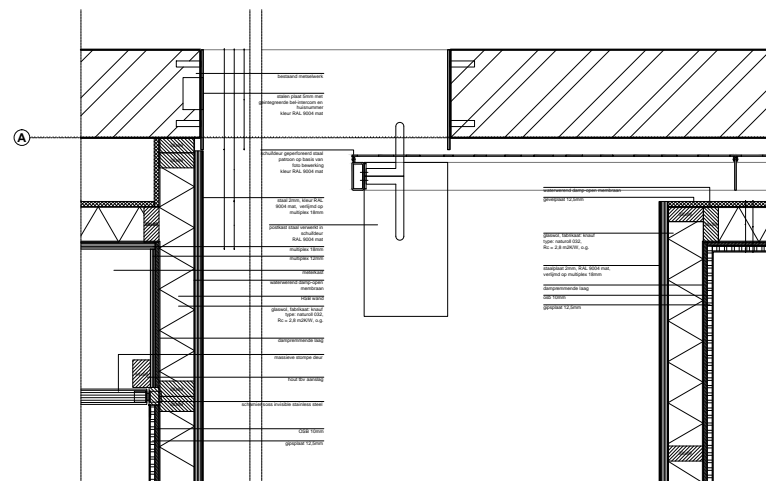 bestaand metselwerk
stalen plaat 5mm met
geintegreerde bel-intercom en
huisnummer
kleur RAL 9004 mat
A
schuifdeur geperforeerd staal
patroon op basis van
foto bewerking
kleur RAL 9004 mat
staal 2mm, kleur RAL
9004 mat, verlijmd op
multiplex 18mm
postkast staal verwerkt in
schuifdeur
RAL 9004 mat
multiplex 18mm
multiplex 12mm
meterkast
waterwerend damp-open
membraan
HSB wand
glaswol, fabrikaat: knauf
type: naturoll 032,
Rc = 2,8 m2K/W, o.g.
dampremmende laag
massieve stompe deur
hout tbv aanslag
scharnier: sos invisible stainless steel
OSB 10mm
gipsplaat 12,5mm
waterwerend damp-open membraan
gevelplaat 12,5mm
glaswol, fabrikaat: knauf
type: naturoll 032,
Rc = 2,8 m2K/W, o.g.
staalplaat 2mm, RAL 9004 mat,
verlijmd op multiplex 18mm
dampremmende laag
osb 10mm
gipsplaat 12,5mm